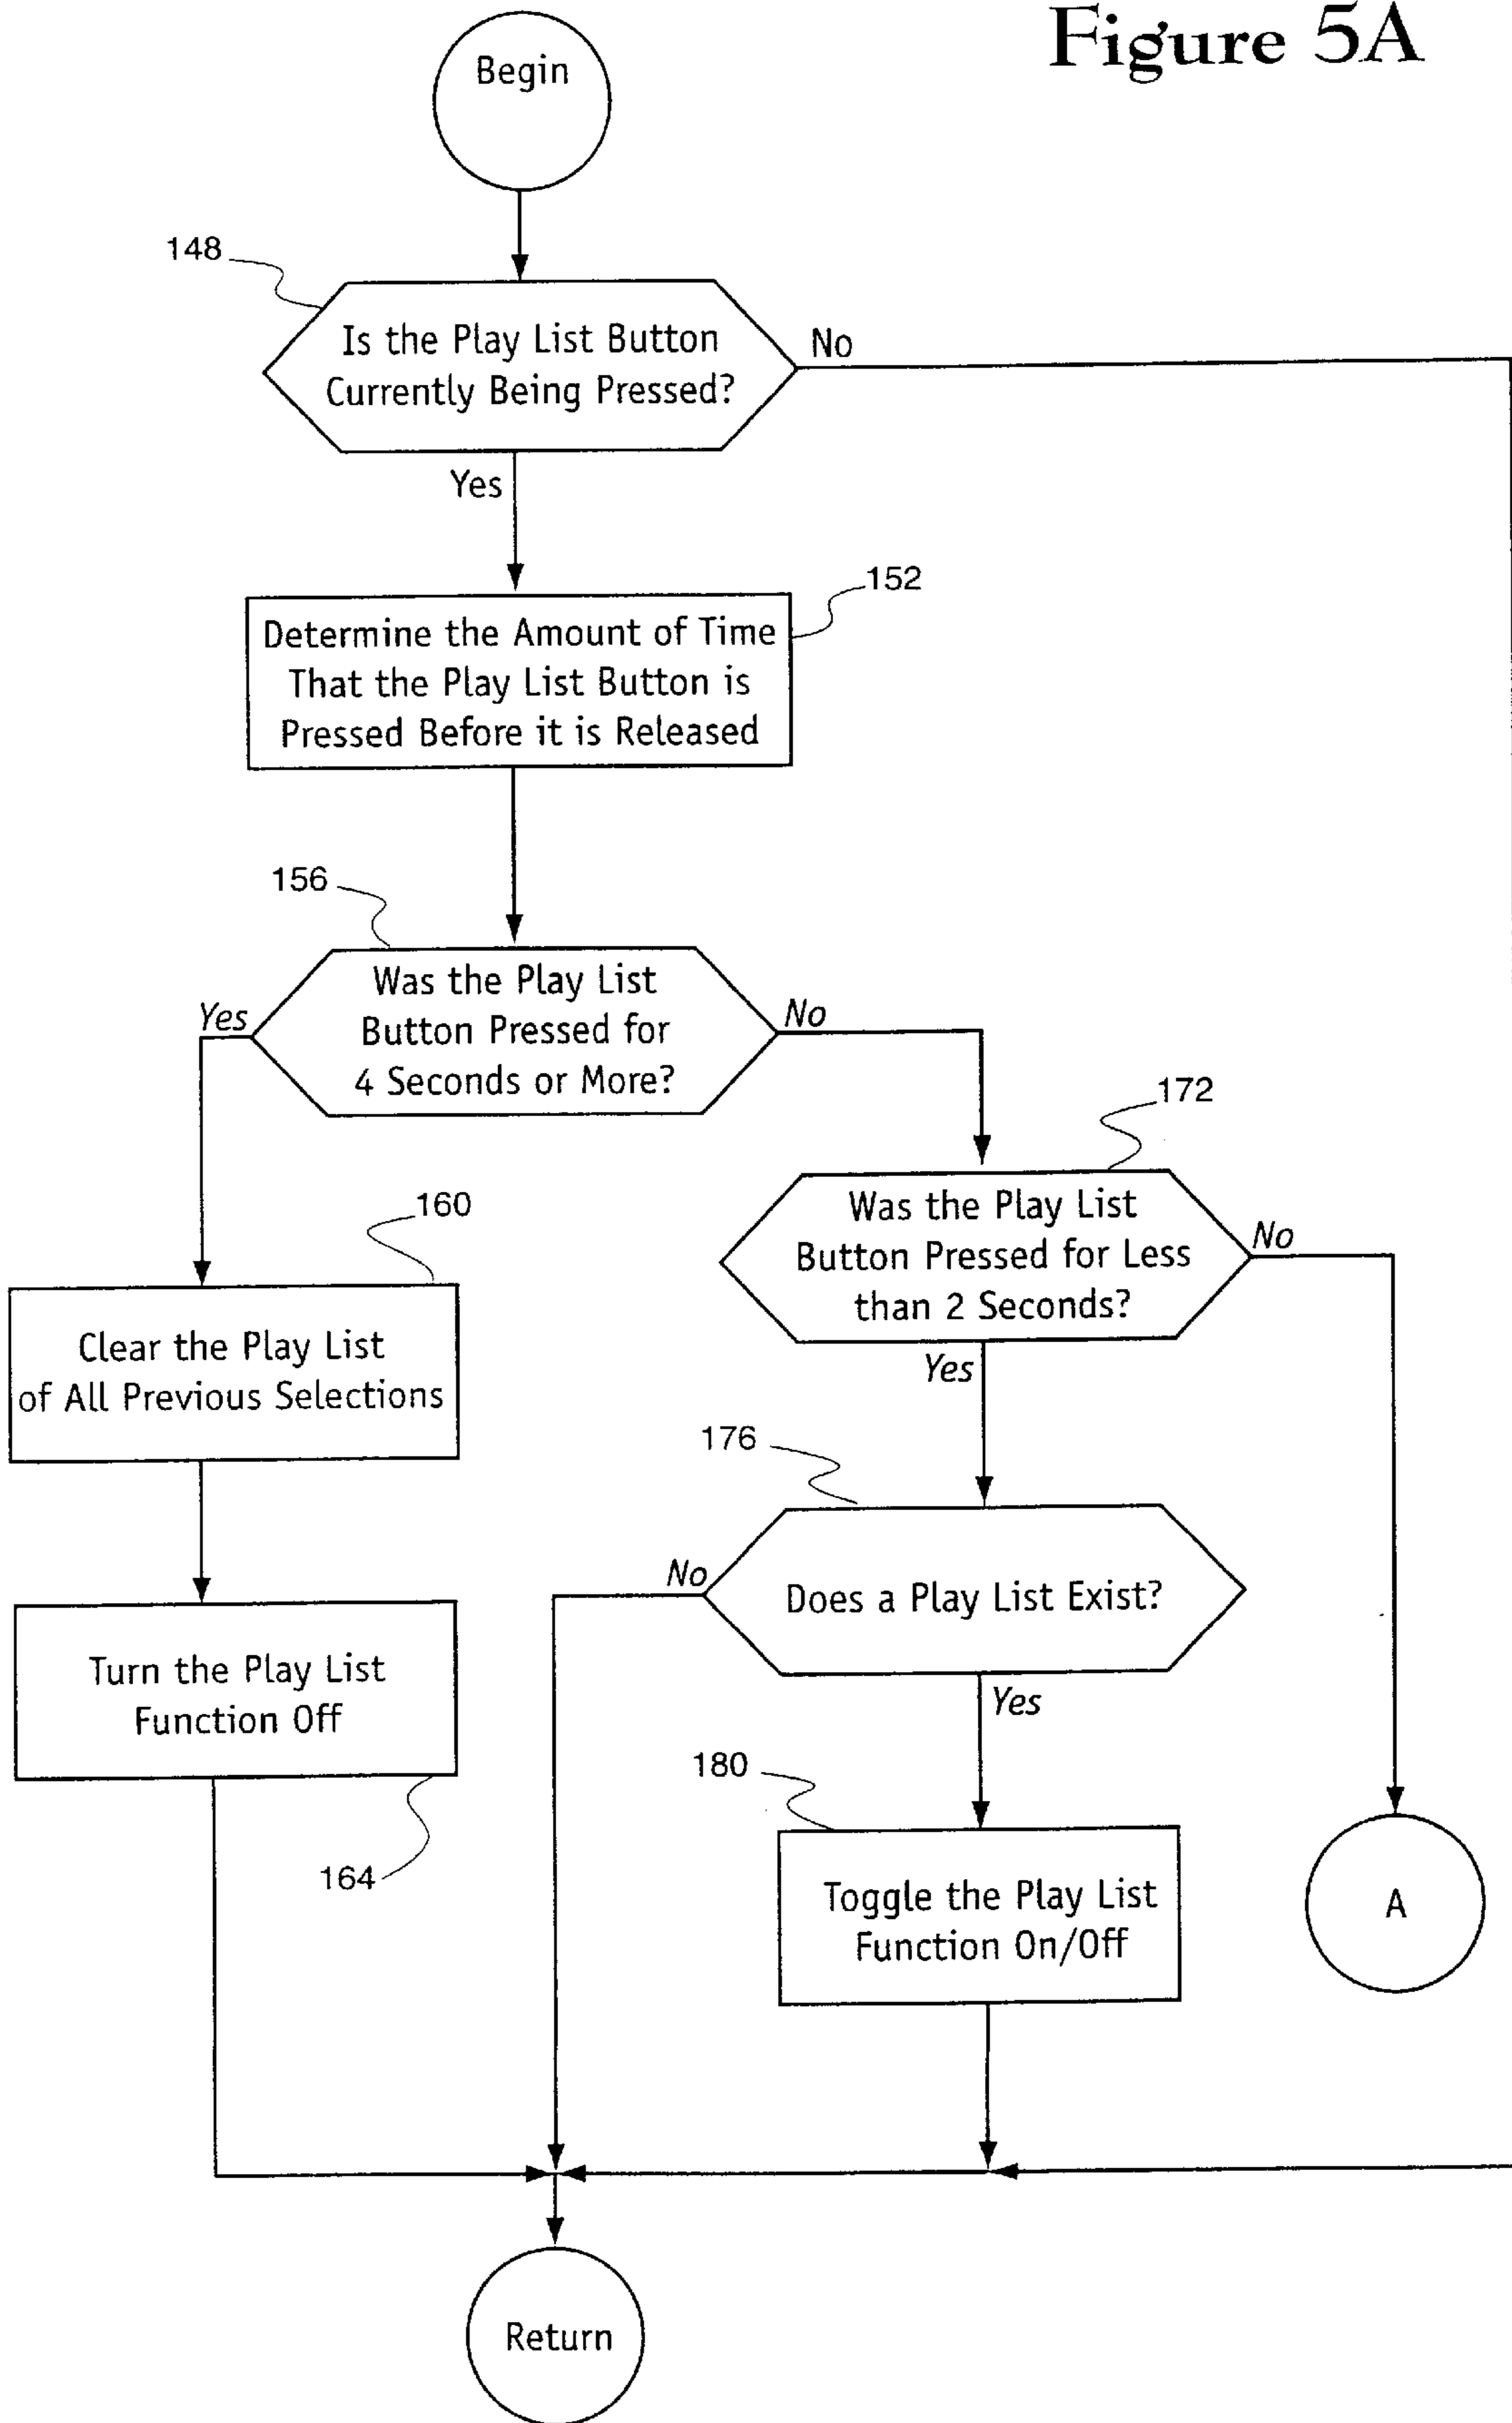 Figure 5A
Begin
148
Is the Play List Button
Currently Being Pressed?
No
Yes
152
Determine the Amount of Time
That the Play List Button is
Pressed Before it is Released
156
Was the Play List
Button Pressed for
4 Seconds or More?
Yes
No
172
Was the Play List
Button Pressed for Less
than 2 Seconds?
No
Yes
160
Clear the Play List
of All Previous Selections
176
Does a Play List Exist?
No
Yes
Turn the Play List
Function Off
164
180
Toggle the Play List
Function On/Off
A
Return